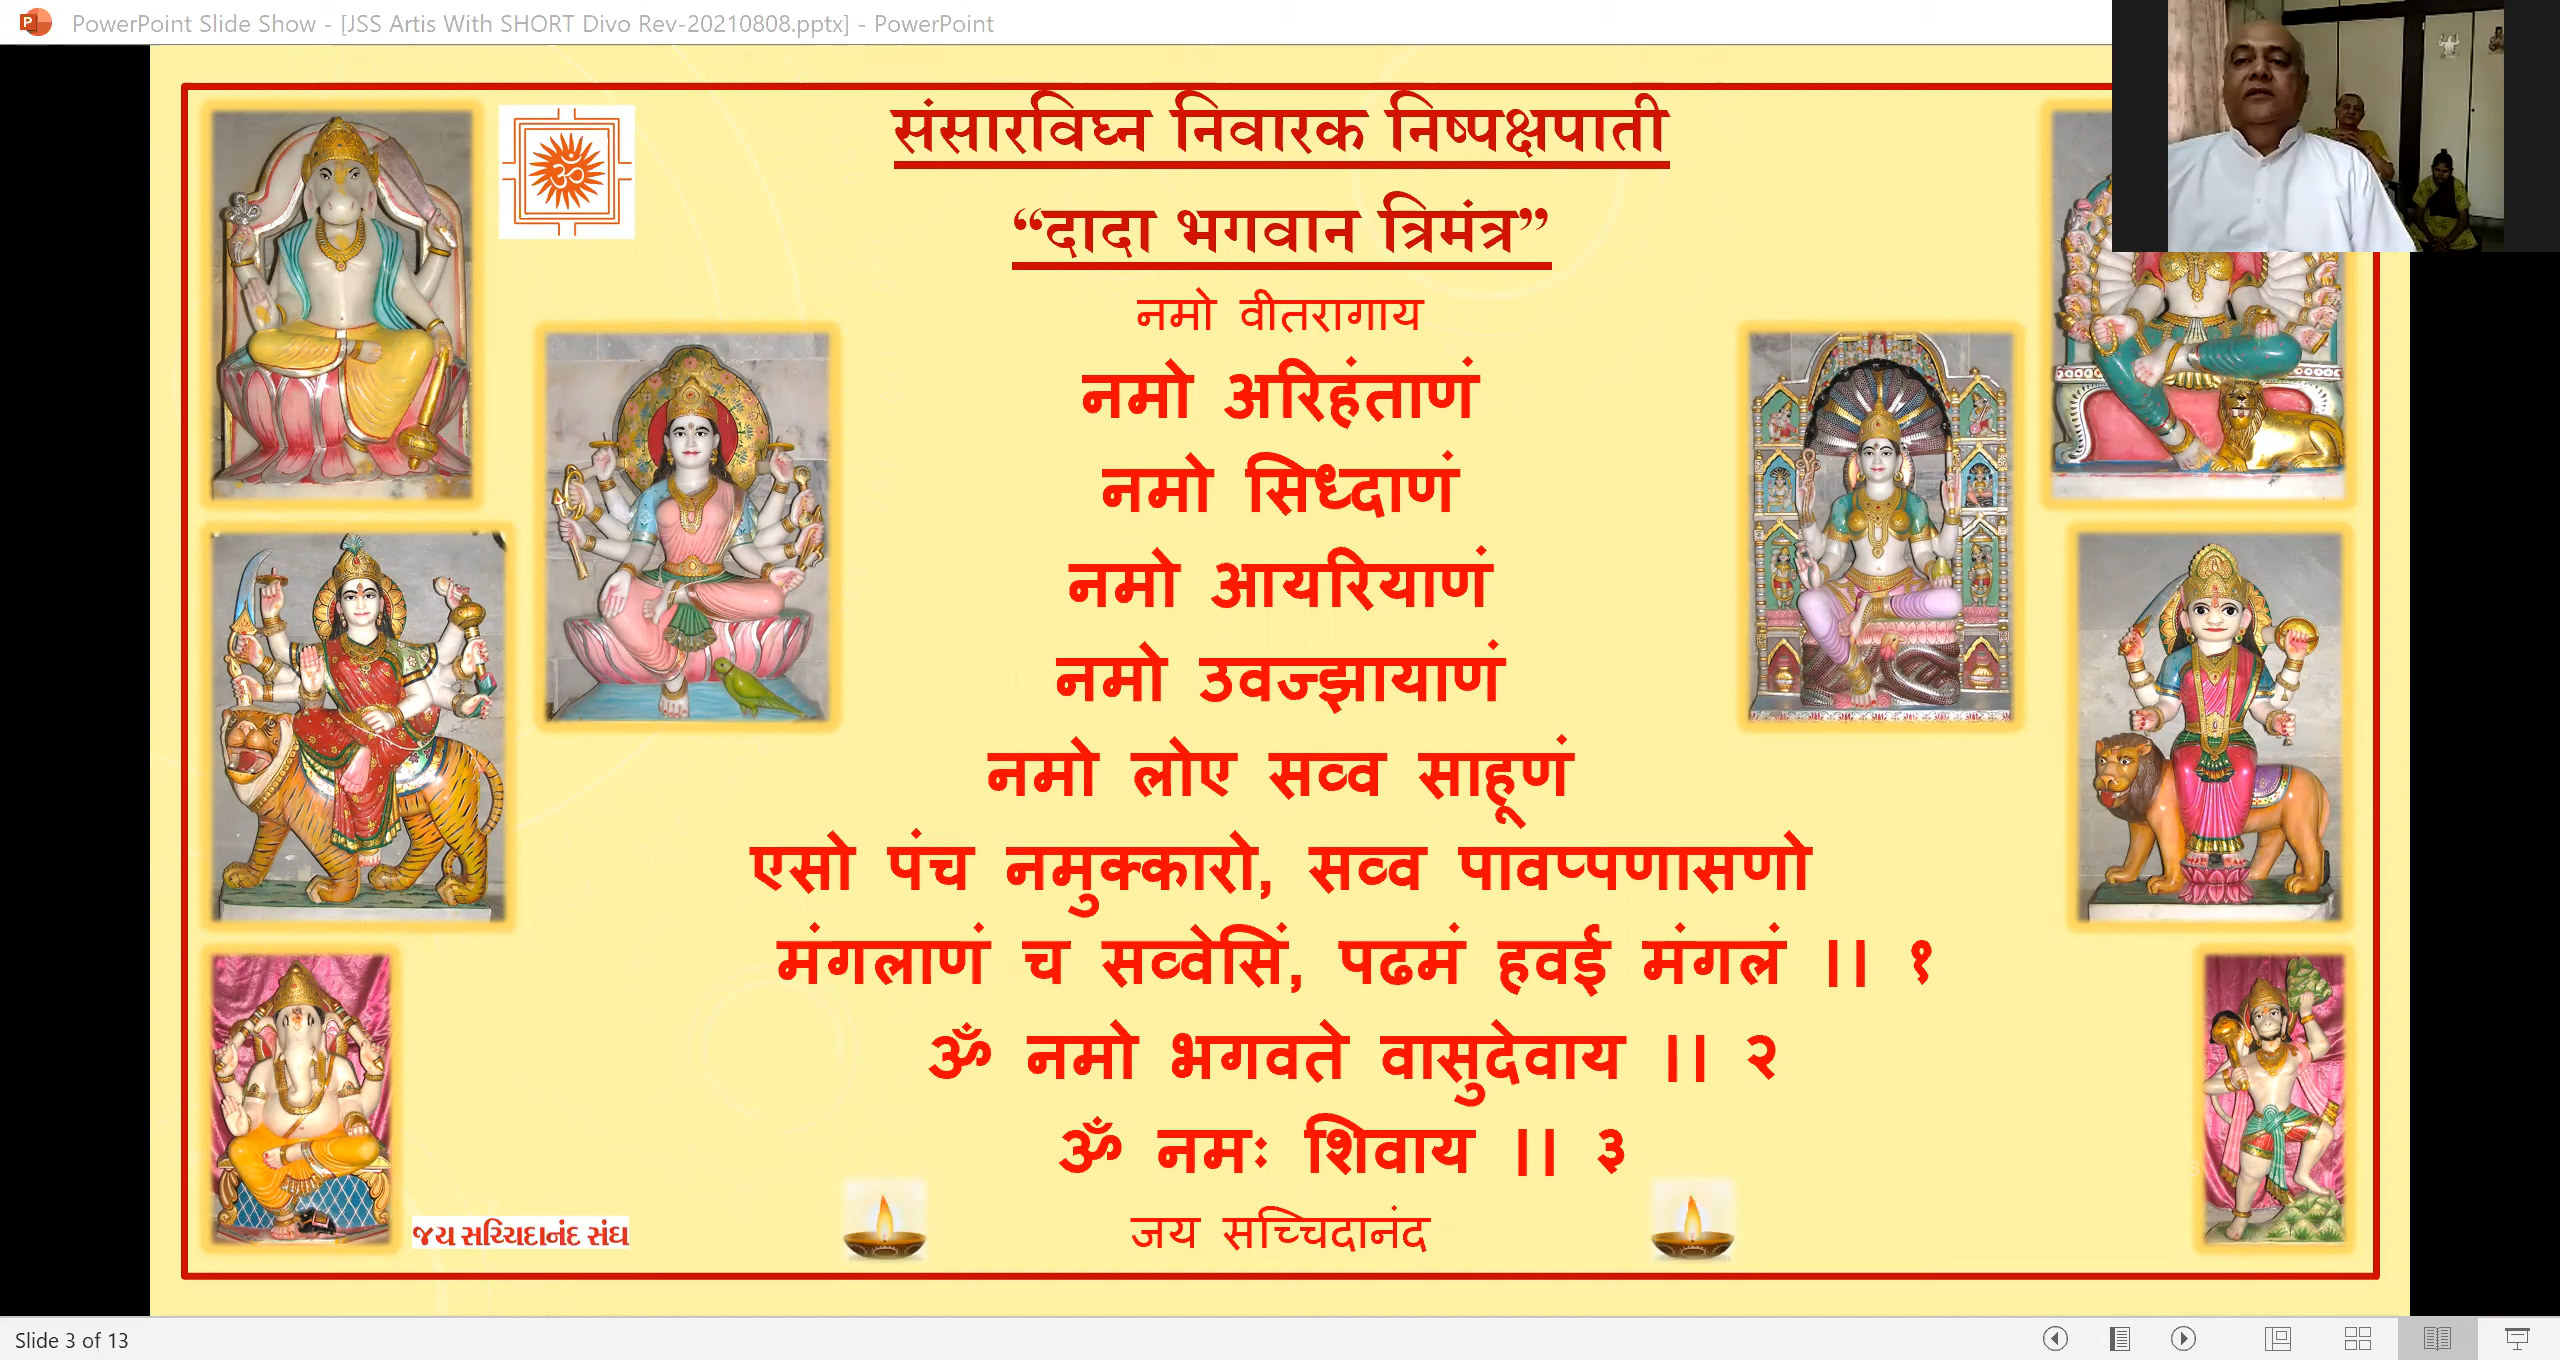 PowerPoint Slide Show - [JSS Artis With SHORT Divo Rev-20210808.pptx] - PowerPoint
संसारविघ्न निवारक निष्पक्षपाती
“दादा भगवान त्रिमंत्र”
नमो वीतरागाय
नमो अरिहंताणं
नमो सिध्दाणं
नमो आयरियाणं
नमो उवज्झायाणं
नमो लोए सव्व साहूणं
एसो पंच नमुक्कारो, सव्व पावप्पणासणो
मंगलाणं च सव्वेसिं, पढमं हवई मंगलं ।। १
ॐ नमो भगवते वासुदेवाय ।। २
ॐ नमः शिवाय ।। ३
जय सच्चिदानंद
જય સચ્ચિદાનંદ સંઘ
Slide 3 of 13